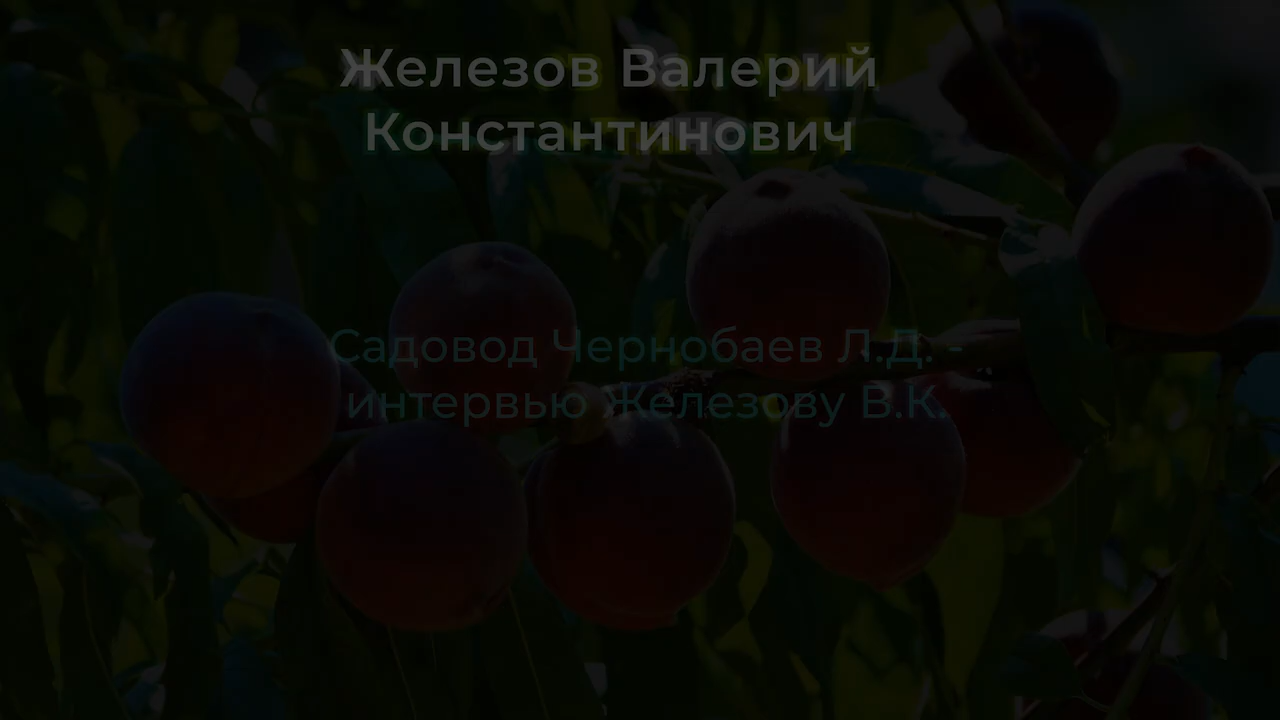 Железов Валерий
Константинович
Садовод Чернобаев Л.Д. -
интервью Железову В.К.